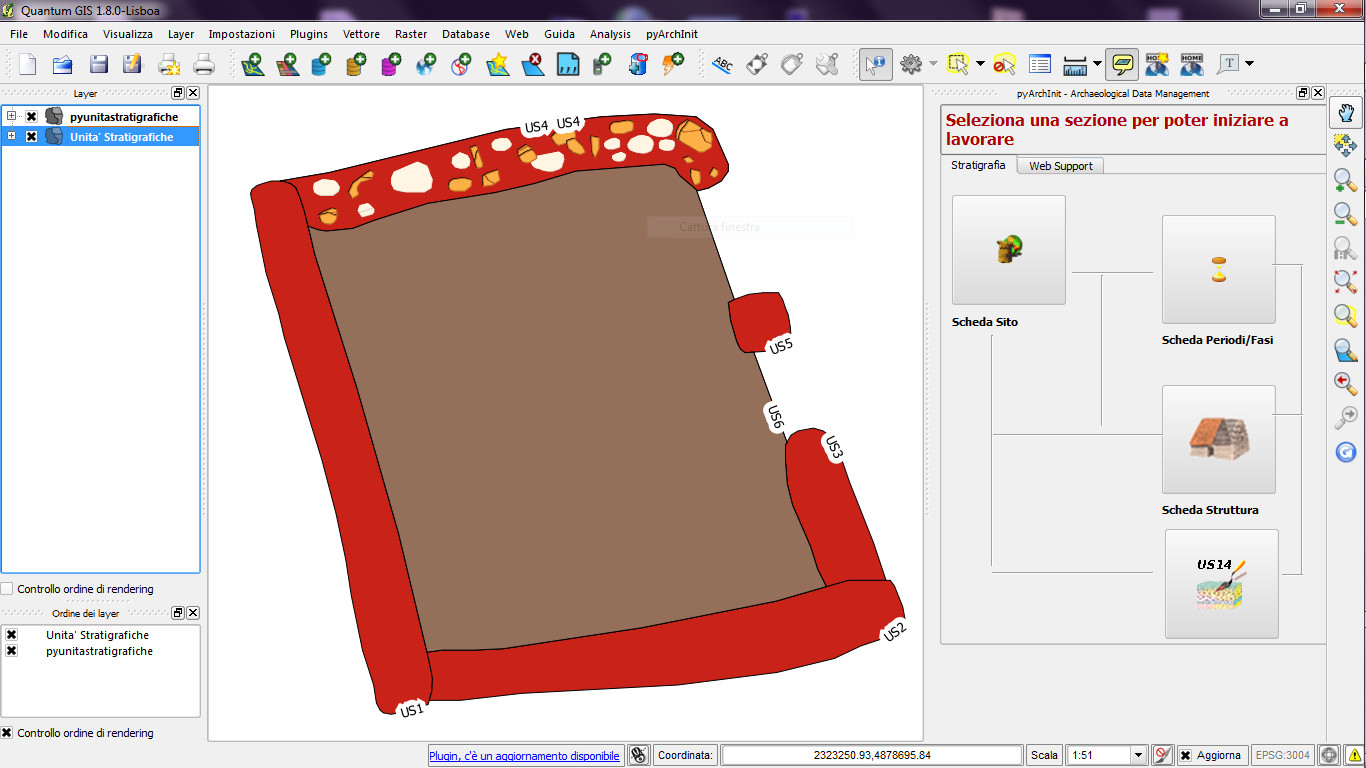 Quantum GIS 1.8.0-Lisboa
File Modifica Visualizza Layer Impostazioni Plugins Vettore Raster Database Web Guida Analysis pyArchInit
ABC
HOME
T
Layer
pyunitastratigrafiche
Unita' Stratigrafiche
Controllo ordine di rendering
Ordine dei layer
Unita' Stratigrafiche
pyunitastratigrafiche
Controllo ordine di rendering
US4 US4
Cattura finestra
US5
US6
US3
US2
US1
pyArchInit - Archaeological Data Management
Seleziona una sezione per poter iniziare a
lavorare
Stratigrafia Web Support
Scheda Sito
Scheda Periodi/Fasi
Scheda Struttura
US14
Plugin, c'è un aggiornamento disponibile Coordinata: 2323250.93,4878695.84 Scala 1:51 Aggiorna EPSG:3004